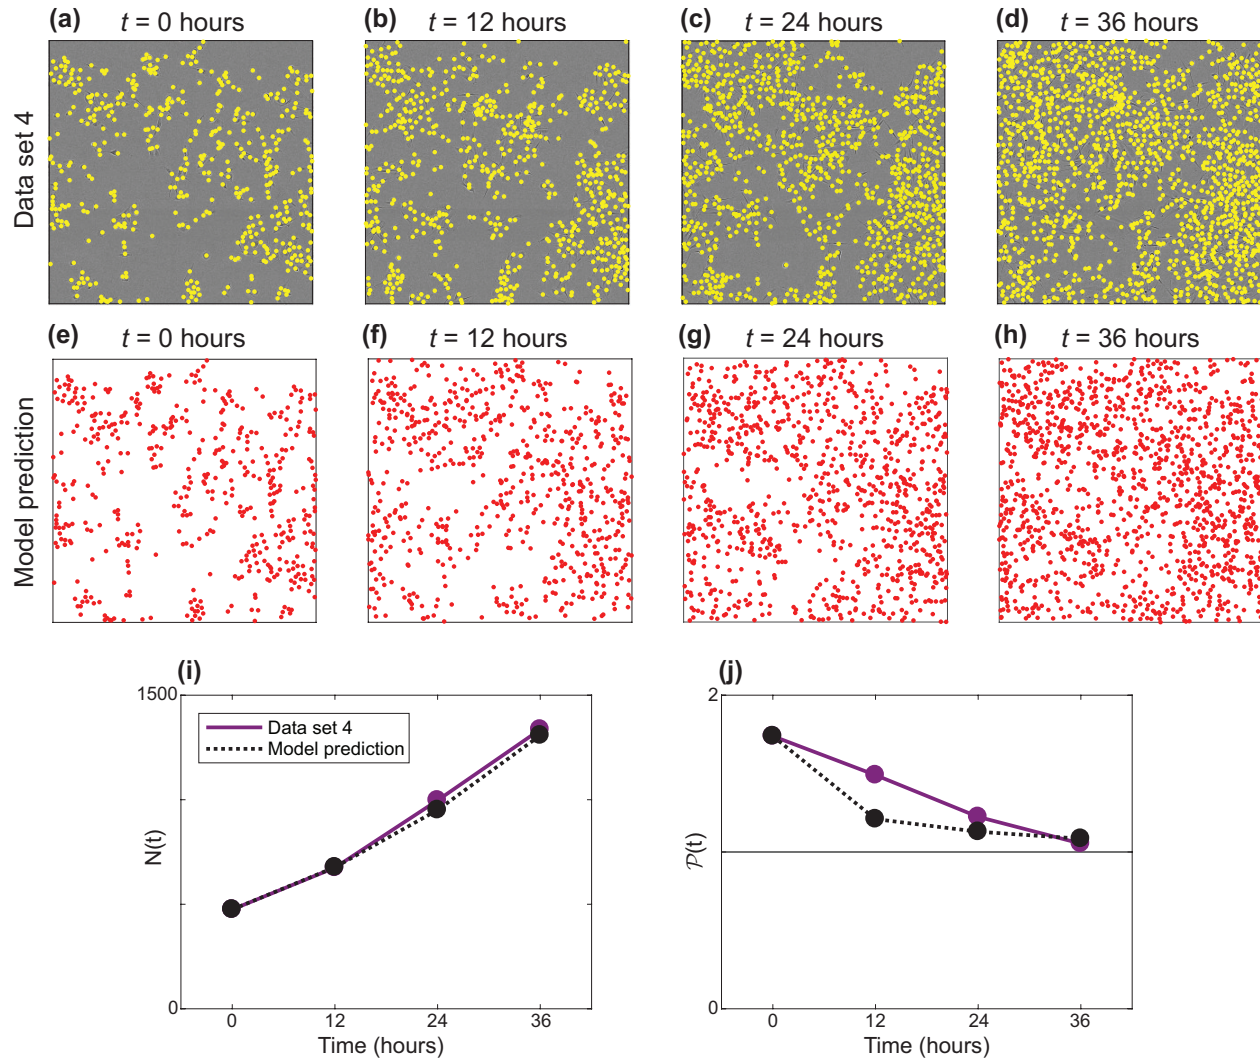 (a) t = 0 hours
(b) t = 12 hours
(c) t = 24 hours
(d) t = 36 hours
Data set 4
(e) t = 0 hours
(f) t = 12 hours
(g) t = 24 hours
(h) t = 36 hours
Model prediction
(i)
1500
Data set 4
Model prediction
N(t)
0
0 12 24 36
Time (hours)
(j)
2
𝒫(t)
0
0 12 24 36
Time (hours)